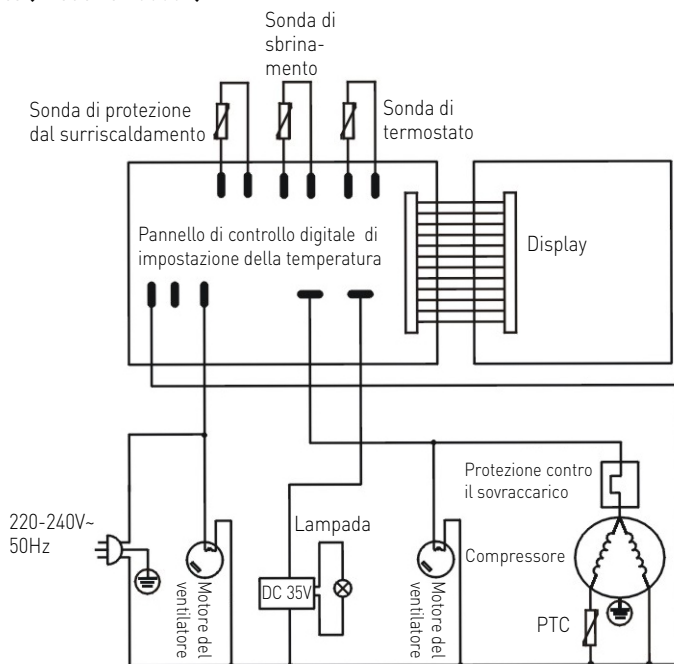 Sonda di
sbrina-
mento
Sonda di protezione
dal surriscaldamento
Sonda di
termostato
Pannello di controllo digitale di
impostazione della temperatura
Display
220-240V~
50Hz
Motore del
ventilatore
Lampada
DC 35V
Motore del
ventilatore
Protezione contro
il sovraccarico
Compressore
PTC